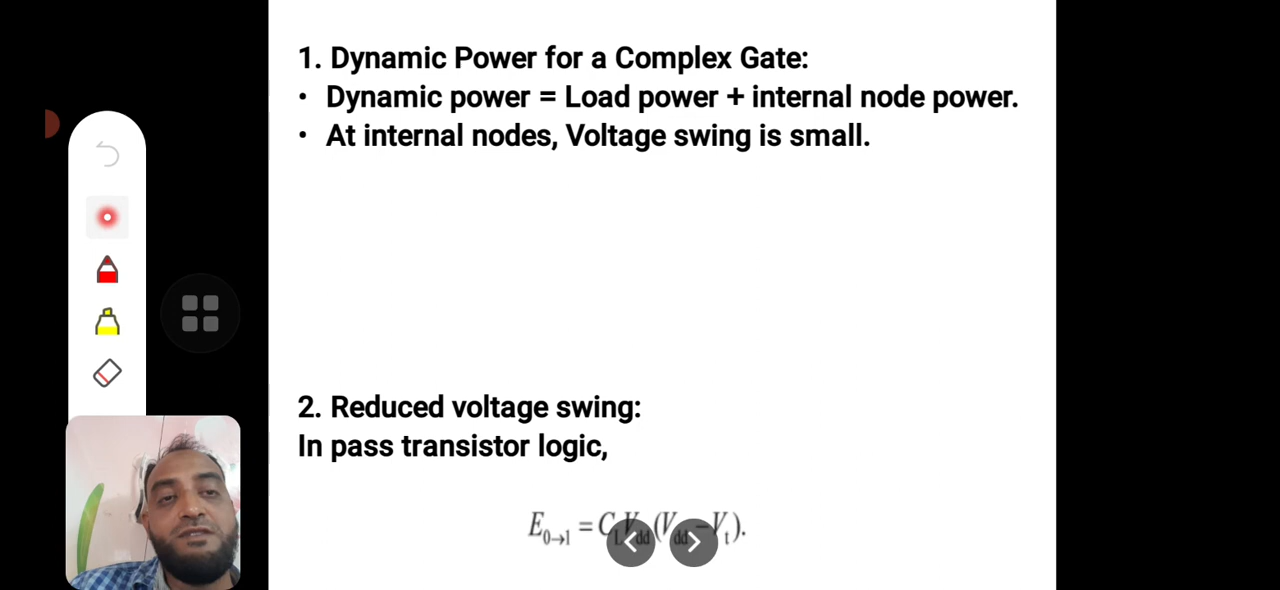 1. Dynamic Power for a Complex Gate:
• Dynamic power = Load power + internal node power.
• At internal nodes, Voltage swing is small.
2. Reduced voltage swing:
In pass transistor logic,
E0→1 = CLVdd(Vdd−Vt).